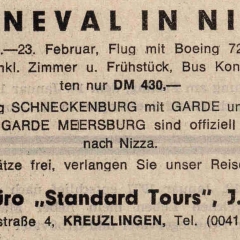 NEVAL IN NI
.—23. Februar, Flug mit Boeing 72
nkl. Zimmer u. Frühstück, Bus Kon
ten nur DM 430,—
g SCHNECKENBURG mit GARDE un
GARDE MEERSBURG sind offiziell
nach Nizza.
ätze frei, verlangen Sie unser Reise
üro „Standard Tours", J.
straße 4, KREUZLINGEN, Tel. (0041